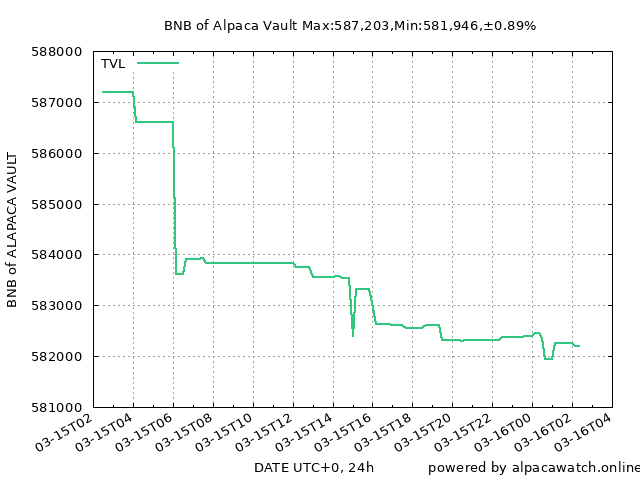 BNB of Alpaca Vault Max:587,203,Min:581,946,±0.89%
588000
587000
586000
585000
584000
583000
582000
581000
BNB of ALAPACA VAULT
TVL
03-15T02
03-15T04
03-15T06
03-15T08
03-15T10
03-15T12
03-15T14
03-15T16
03-15T18
03-15T20
03-15T22
03-16T00
03-16T02
03-16T04
DATE UTC+0, 24h
powered by alpacawatch.online